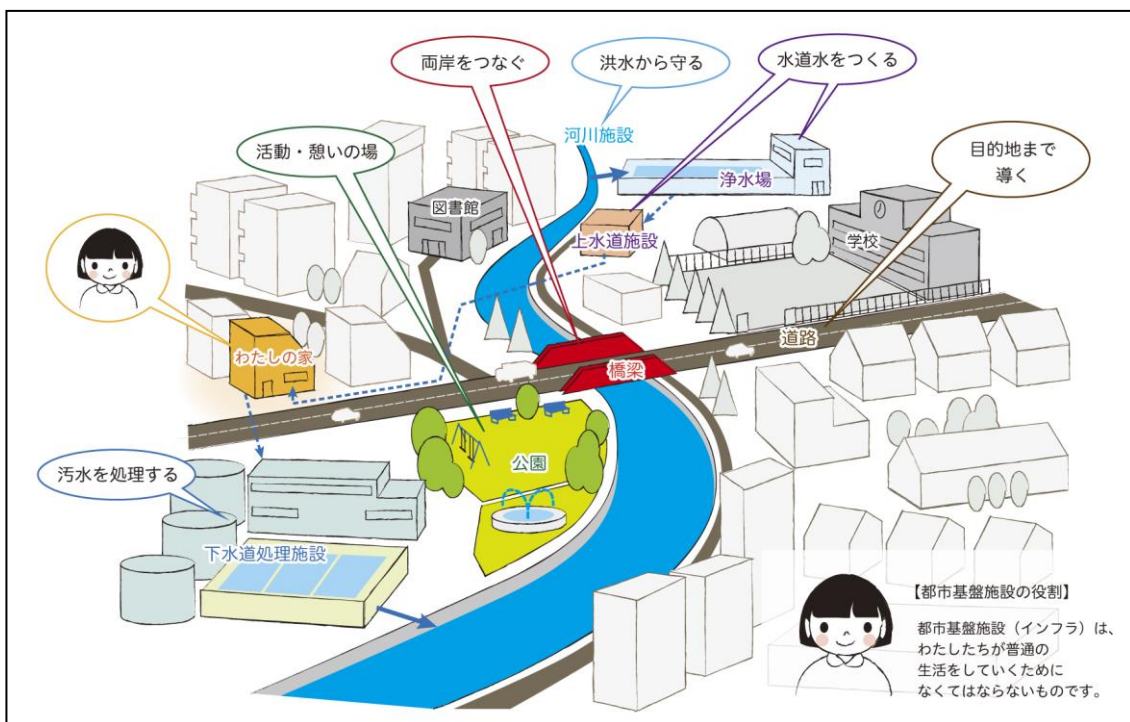 両岸をつなぐ
洪水から守る
水道水をつくる
河川施設
活動・憩いの場
目的地まで
導く
浄水場
図書館
上水道施設
学校
わたしの家
道路
橋梁
公園
汚水を処理する
下水道処理施設
【都市基盤施設の役割】
都市基盤施設（インフラ）は、
わたしたちが普通の
生活をしていくために
なくてはならないものです。